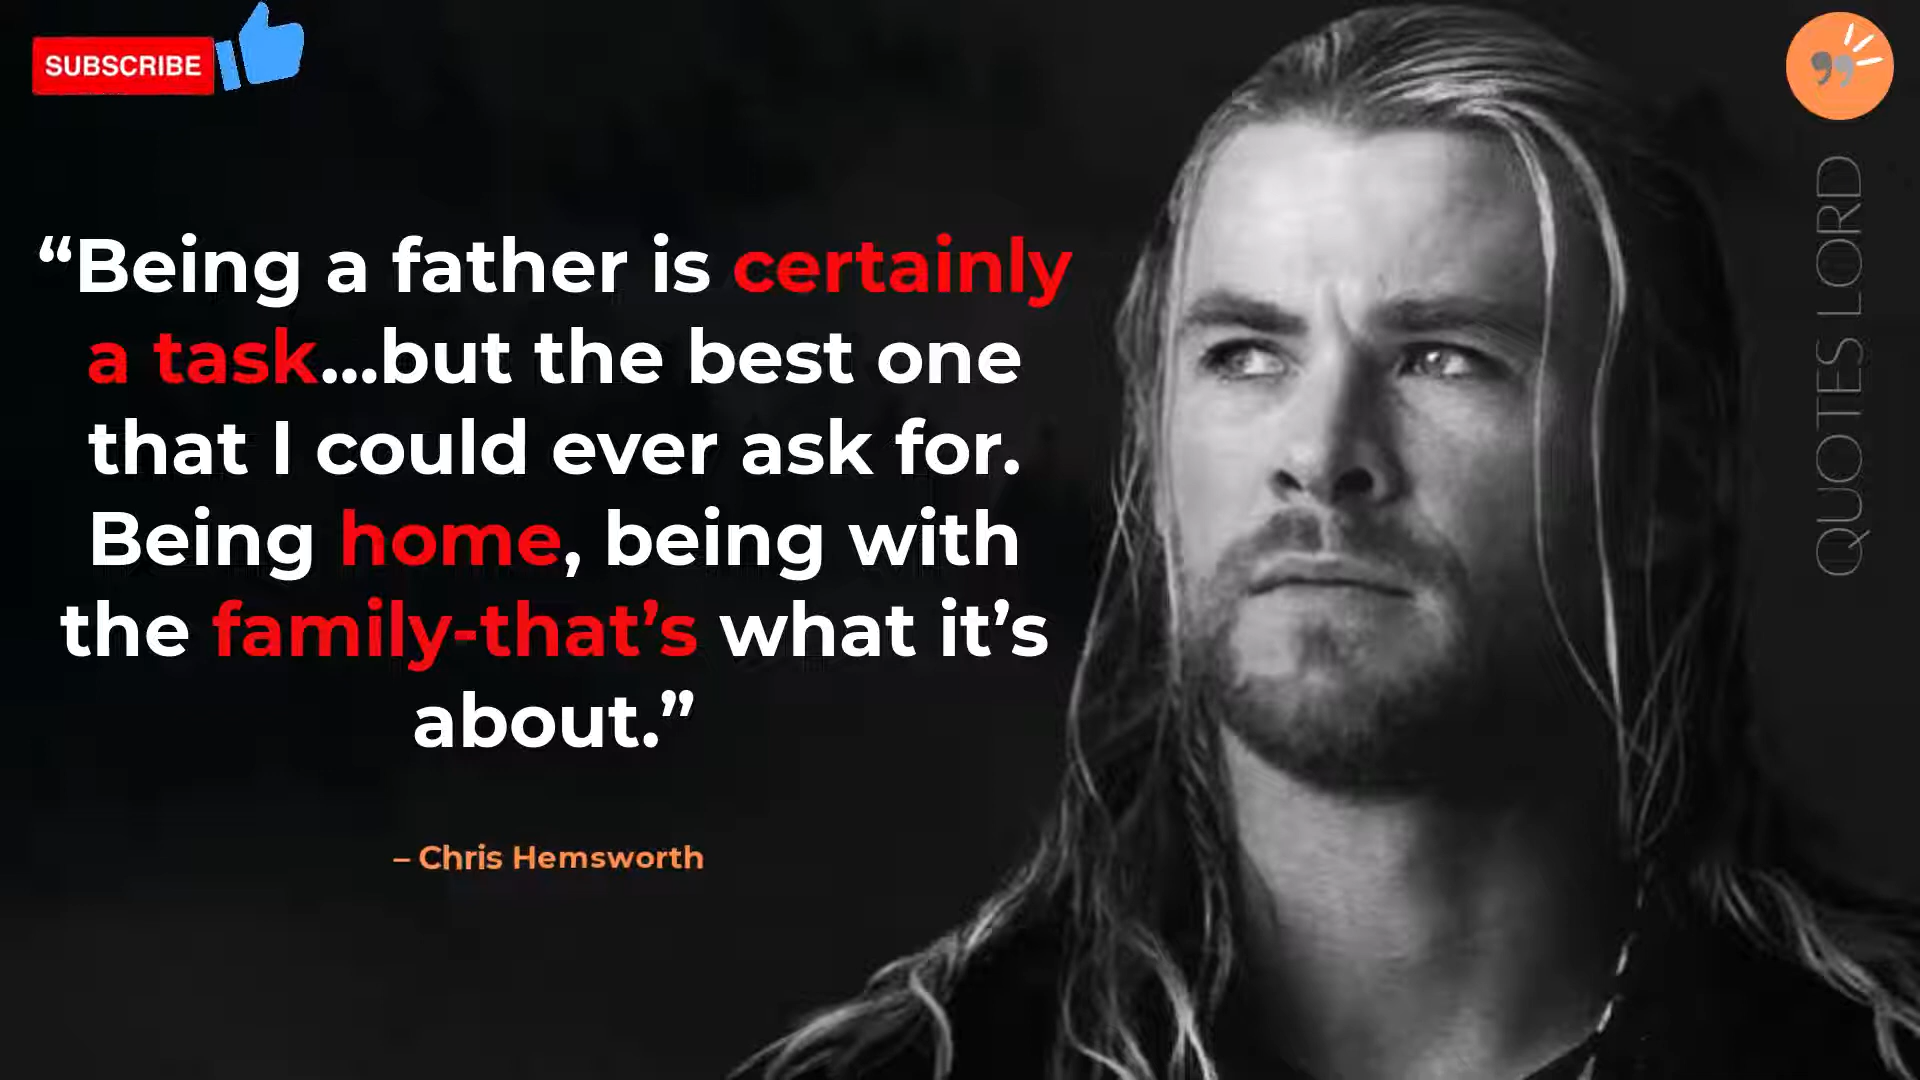 SUBSCRIBE
“Being a father is certainly
a task...but the best one
that I could ever ask for.
Being home, being with
the family-that’s what it’s
about.”
– Chris Hemsworth
QUOTES LORD